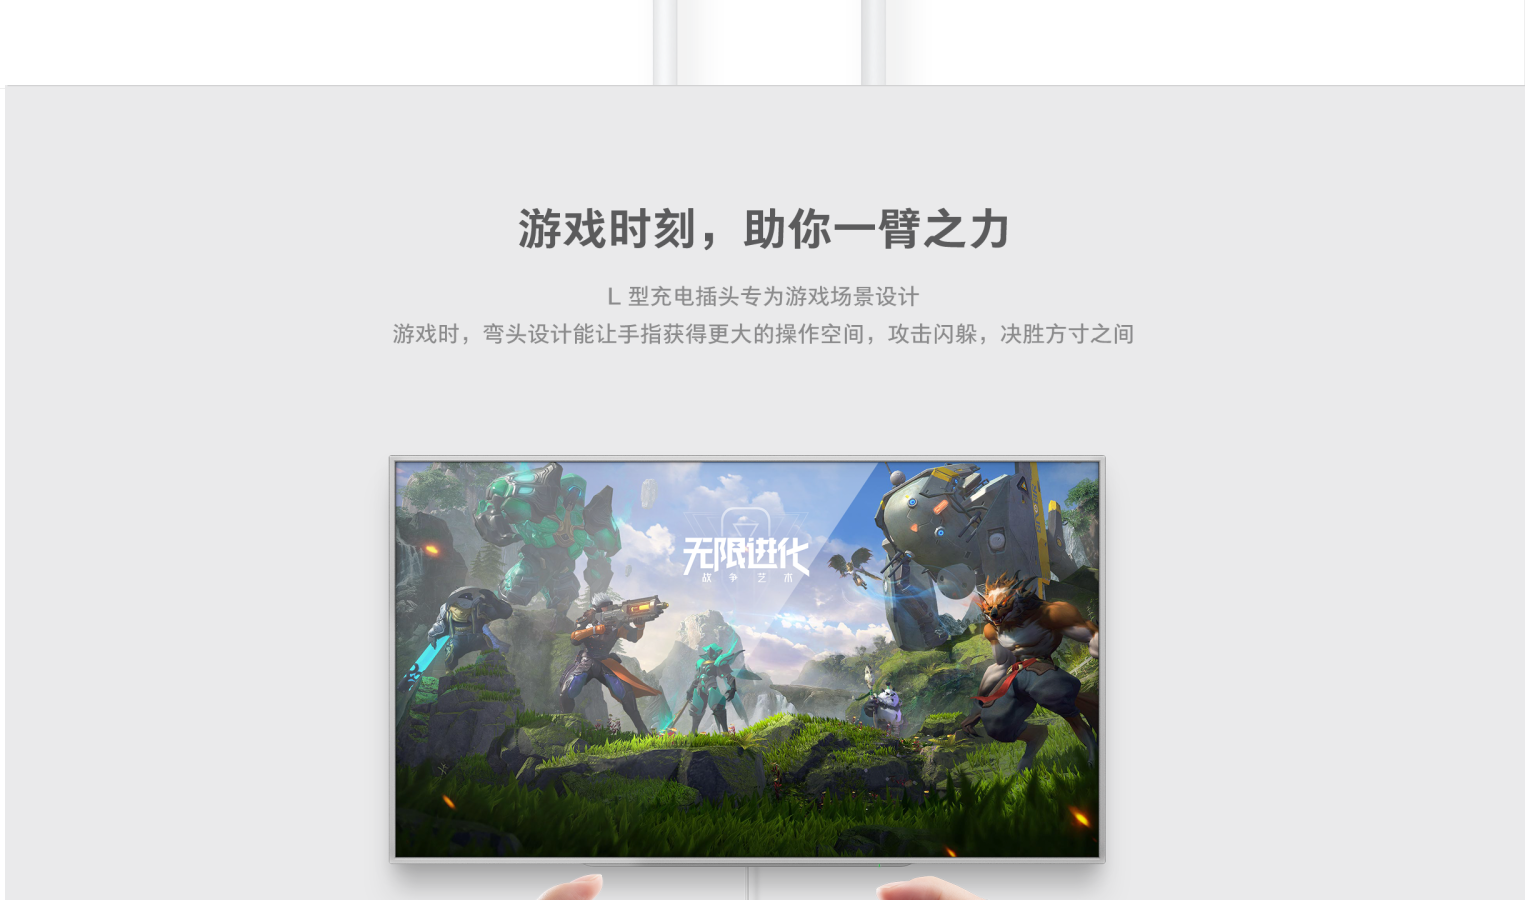 游戏时刻，助你一臂之力
L 型充电插头专为游戏场景设计
游戏时，弯头设计能让手指获得更大的操作空间，攻击闪躲，决胜方寸之间
无限进化
战争艺术